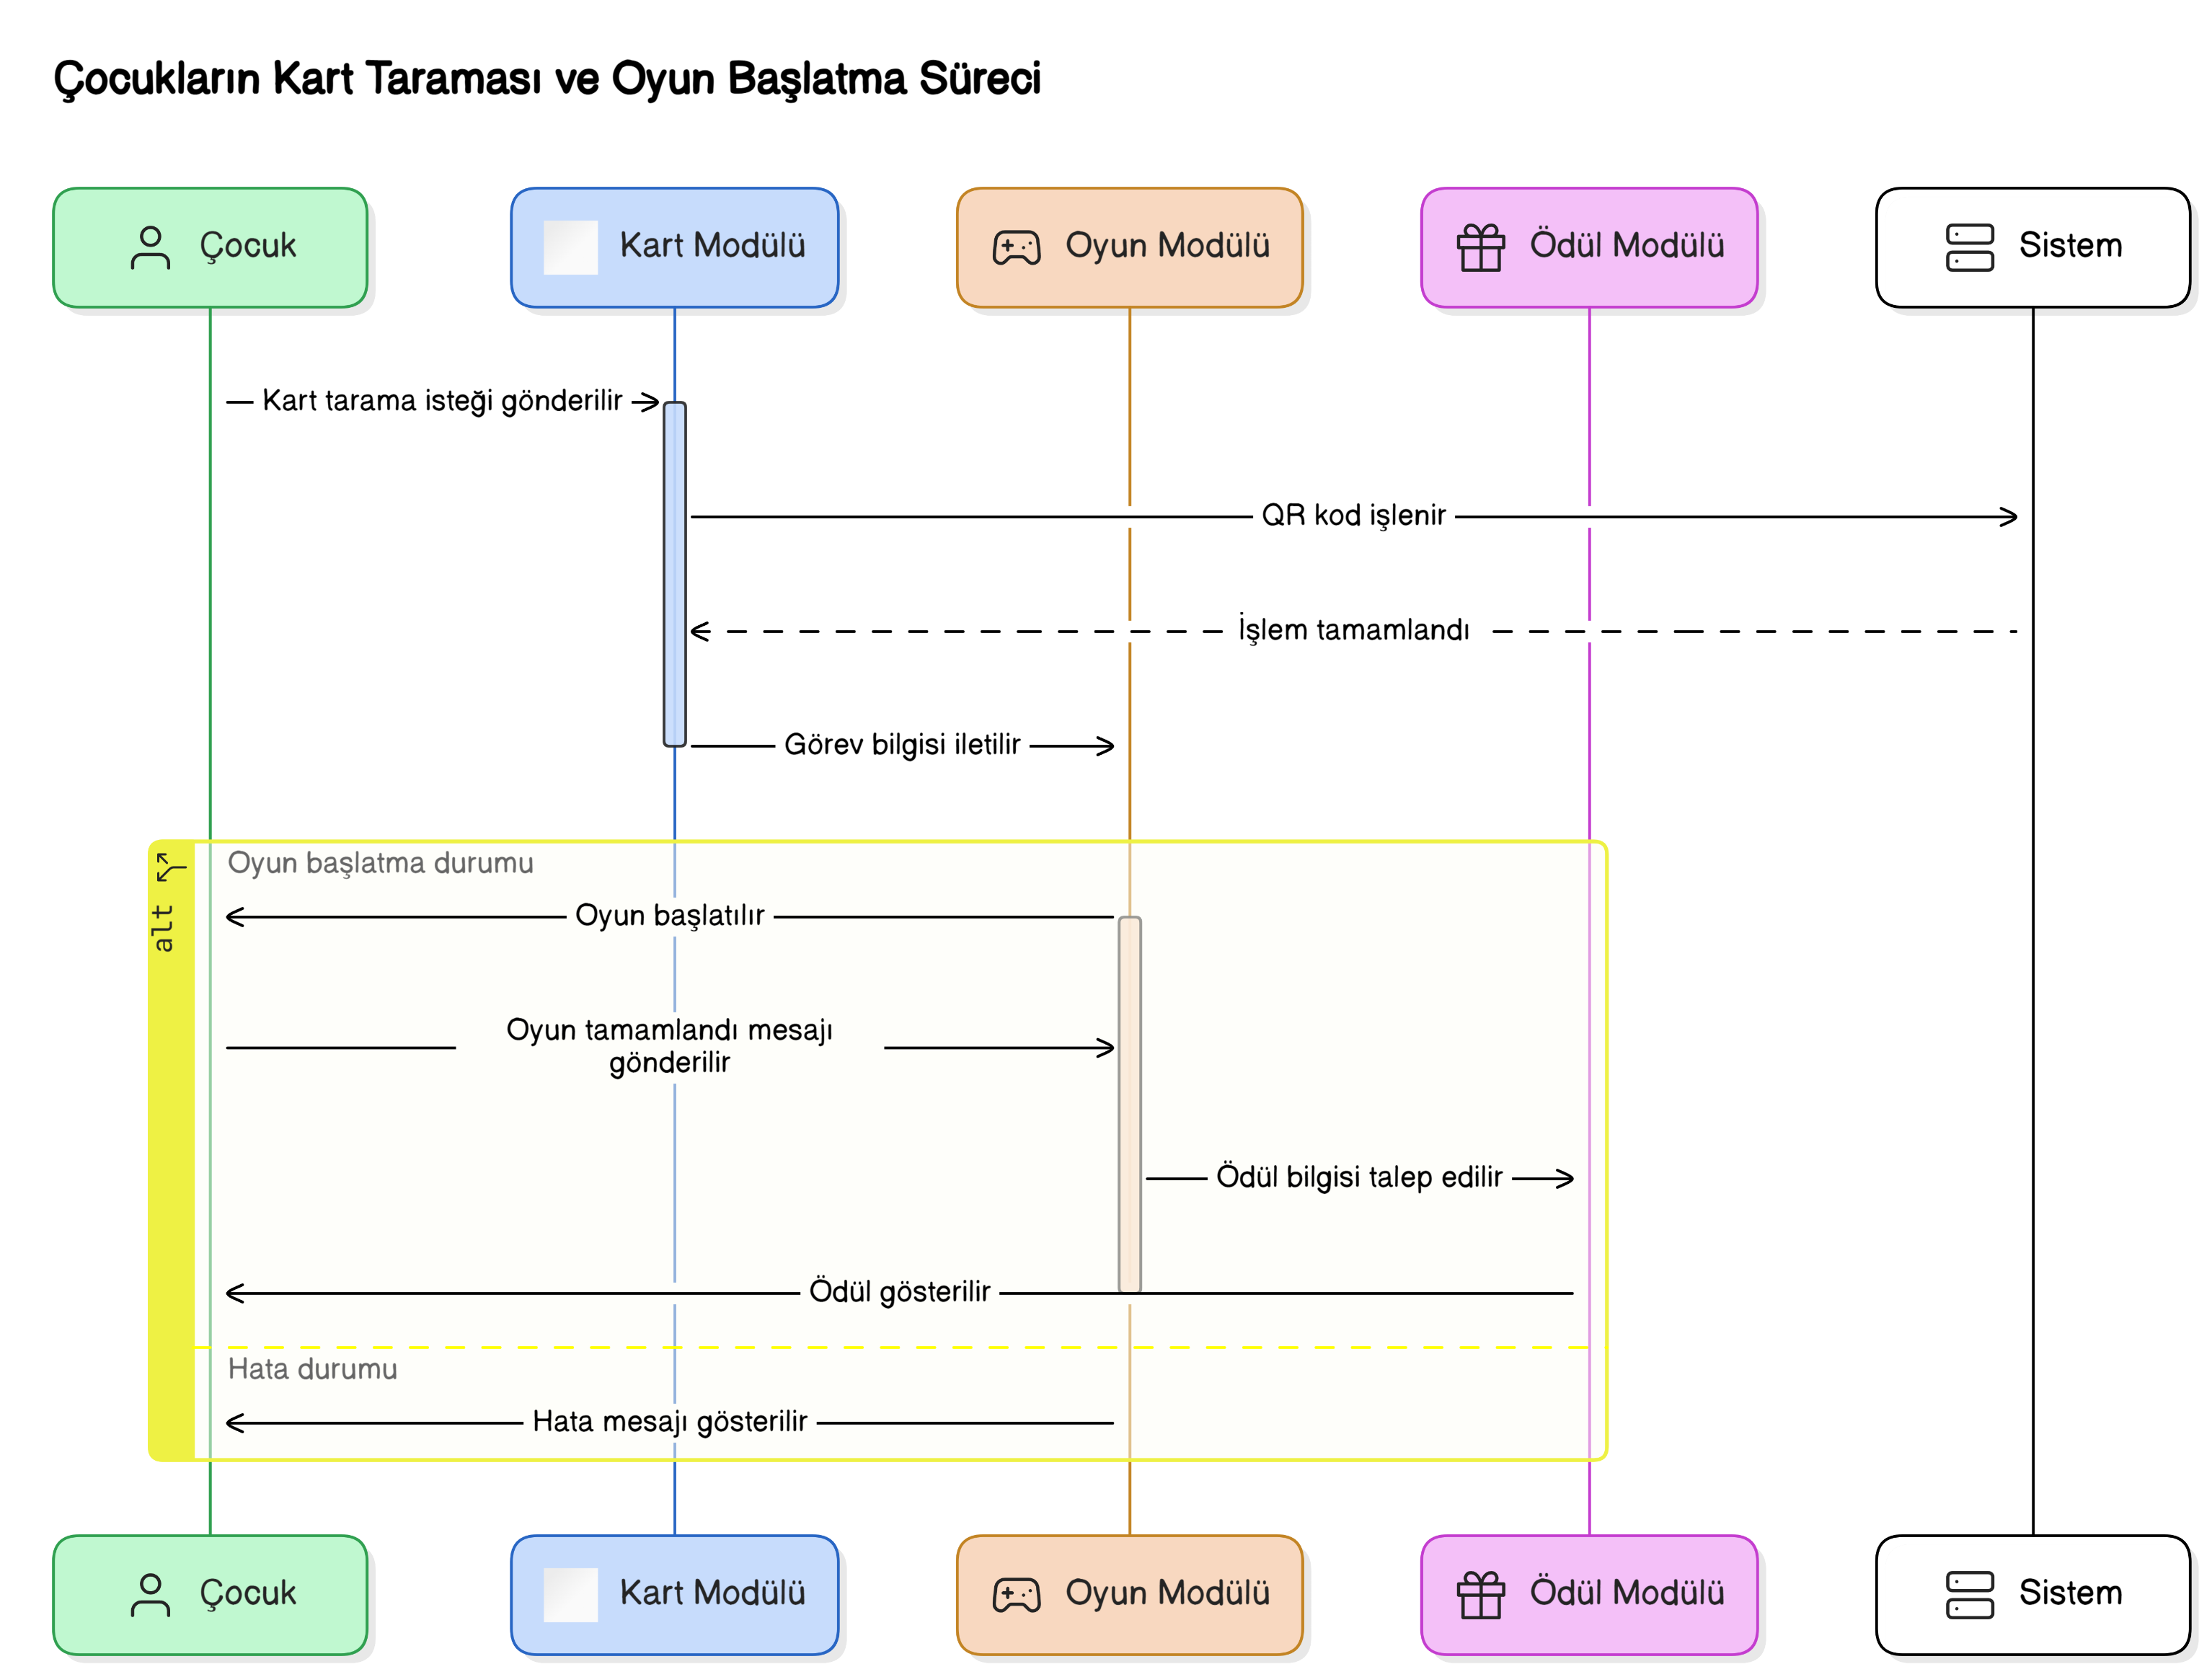 Çocukların Kart Taraması ve Oyun Başlatma Süreci
Çocuk
Kart Modülü
Oyun Modülü
Ödül Modülü
Sistem
Kart tarama isteği gönderilir
QR kod işlenir
İşlem tamamlandı
Görev bilgisi iletilir
alt
Oyun başlatma durumu
Oyun başlatılır
Oyun tamamlandı mesajı
gönderilir
Ödül bilgisi talep edilir
Ödül gösterilir
Hata durumu
Hata mesajı gösterilir
Çocuk
Kart Modülü
Oyun Modülü
Ödül Modülü
Sistem